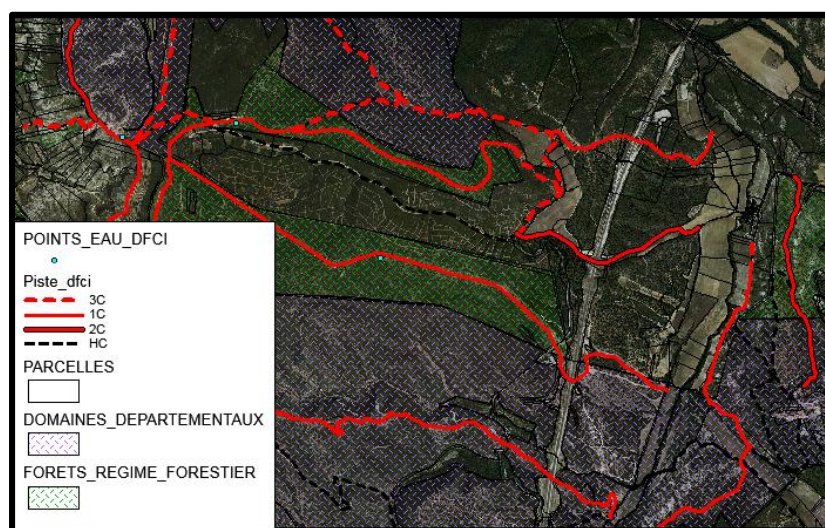 POINTS_EAU_DFCI
Piste_dfci
3C
1C
2C
HC
PARCELLES
DOMAINES_DEPARTEMENTAUX
FORETS_REGIME_FORESTIER